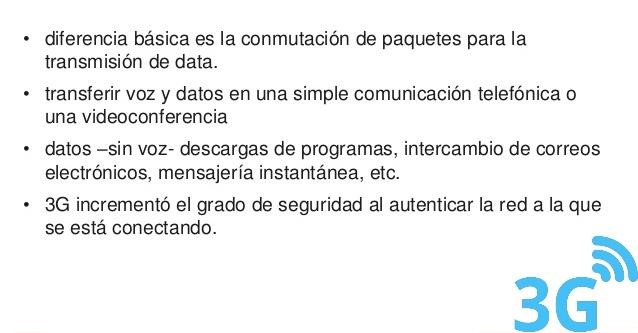 • diferencia básica es la conmutación de paquetes para la
transmisión de data.
• transferir voz y datos en una simple comunicación telefónica o
una videoconferencia
• datos –sin voz- descargas de programas, intercambio de correos
electrónicos, mensajería instantánea, etc.
• 3G incrementó el grado de seguridad al autenticar la red a la que
se está conectando.
3G